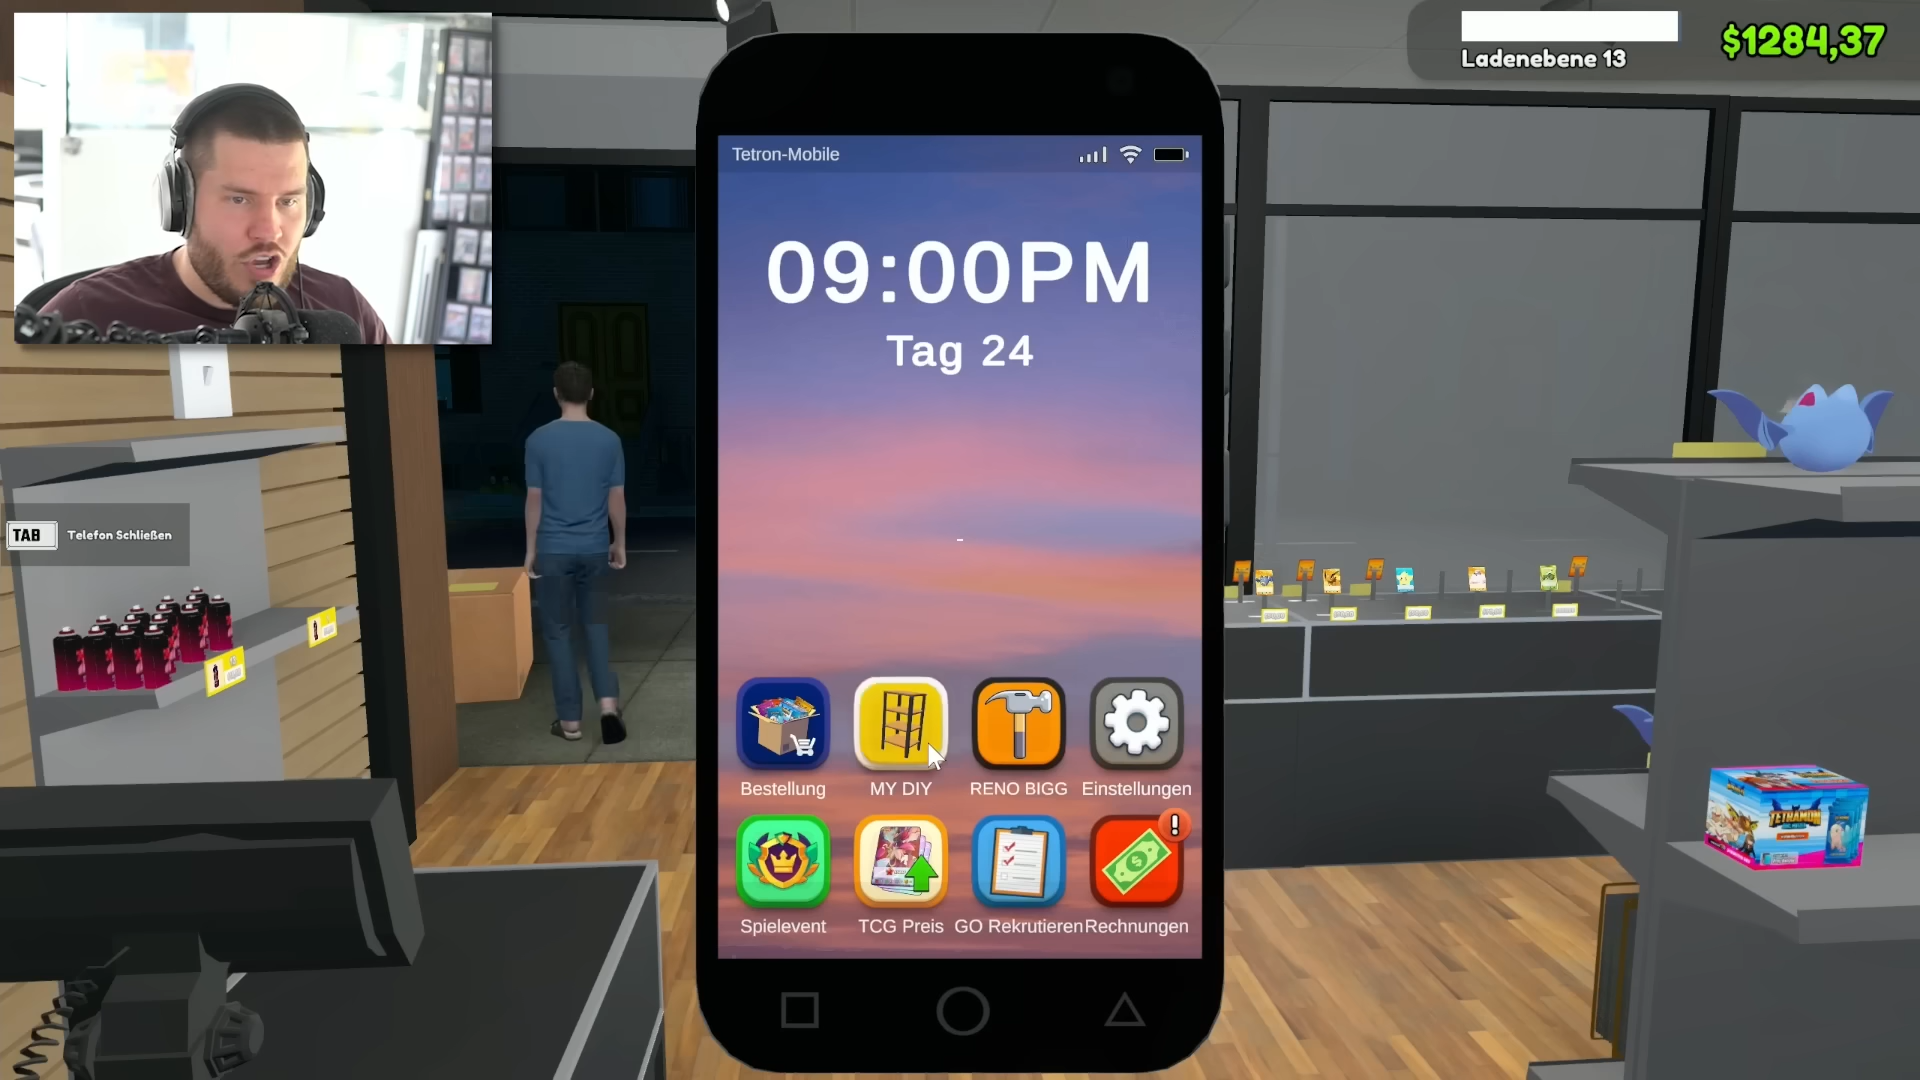 $1284,37
Ladenebene 13
Tetron-Mobile
09:00PM
Tag 24
TAB Telefon Schließen
Bestellung
MY DIY
RENO BIGG
Einstellungen
Spielevent
TCG Preis
GO Rekrutieren
Rechnungen
TETRAMON